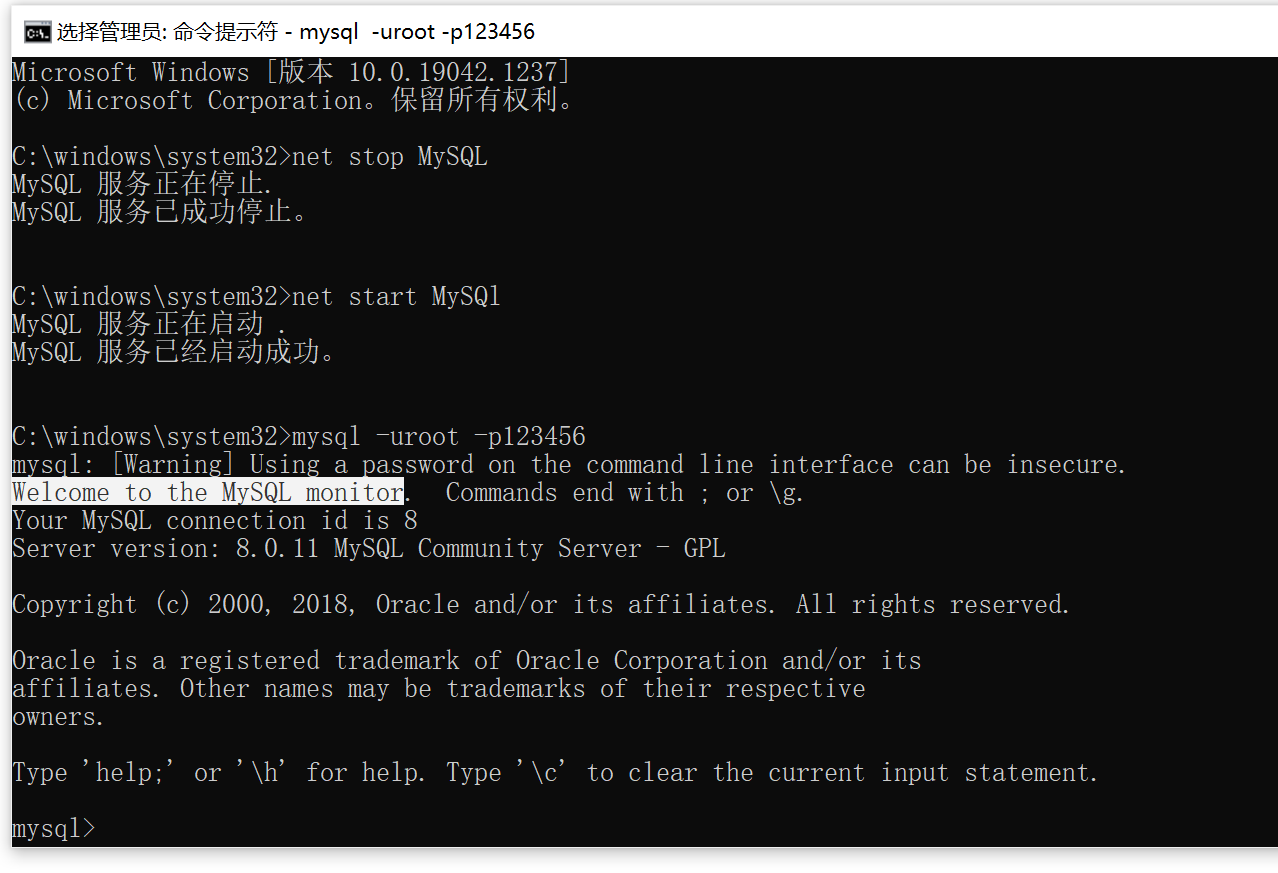 选择管理员: 命令提示符 - mysql  -uroot -p123456
Microsoft Windows [版本 10.0.19042.1237]
(c) Microsoft Corporation。保留所有权利。
C:\windows\system32>net stop MySQL
MySQL 服务正在停止.
MySQL 服务已成功停止。
C:\windows\system32>net start MySQl
MySQL 服务正在启动 .
MySQL 服务已经启动成功。
C:\windows\system32>mysql -uroot -p123456
mysql: [Warning] Using a password on the command line interface can be insecure.
Welcome to the MySQL monitor.  Commands end with ; or \g.
Your MySQL connection id is 8
Server version: 8.0.11 MySQL Community Server - GPL
Copyright (c) 2000, 2018, Oracle and/or its affiliates. All rights reserved.
Oracle is a registered trademark of Oracle Corporation and/or its
affiliates. Other names may be trademarks of their respective
owners.
Type 'help;' or '\h' for help. Type '\c' to clear the current input statement.
mysql>